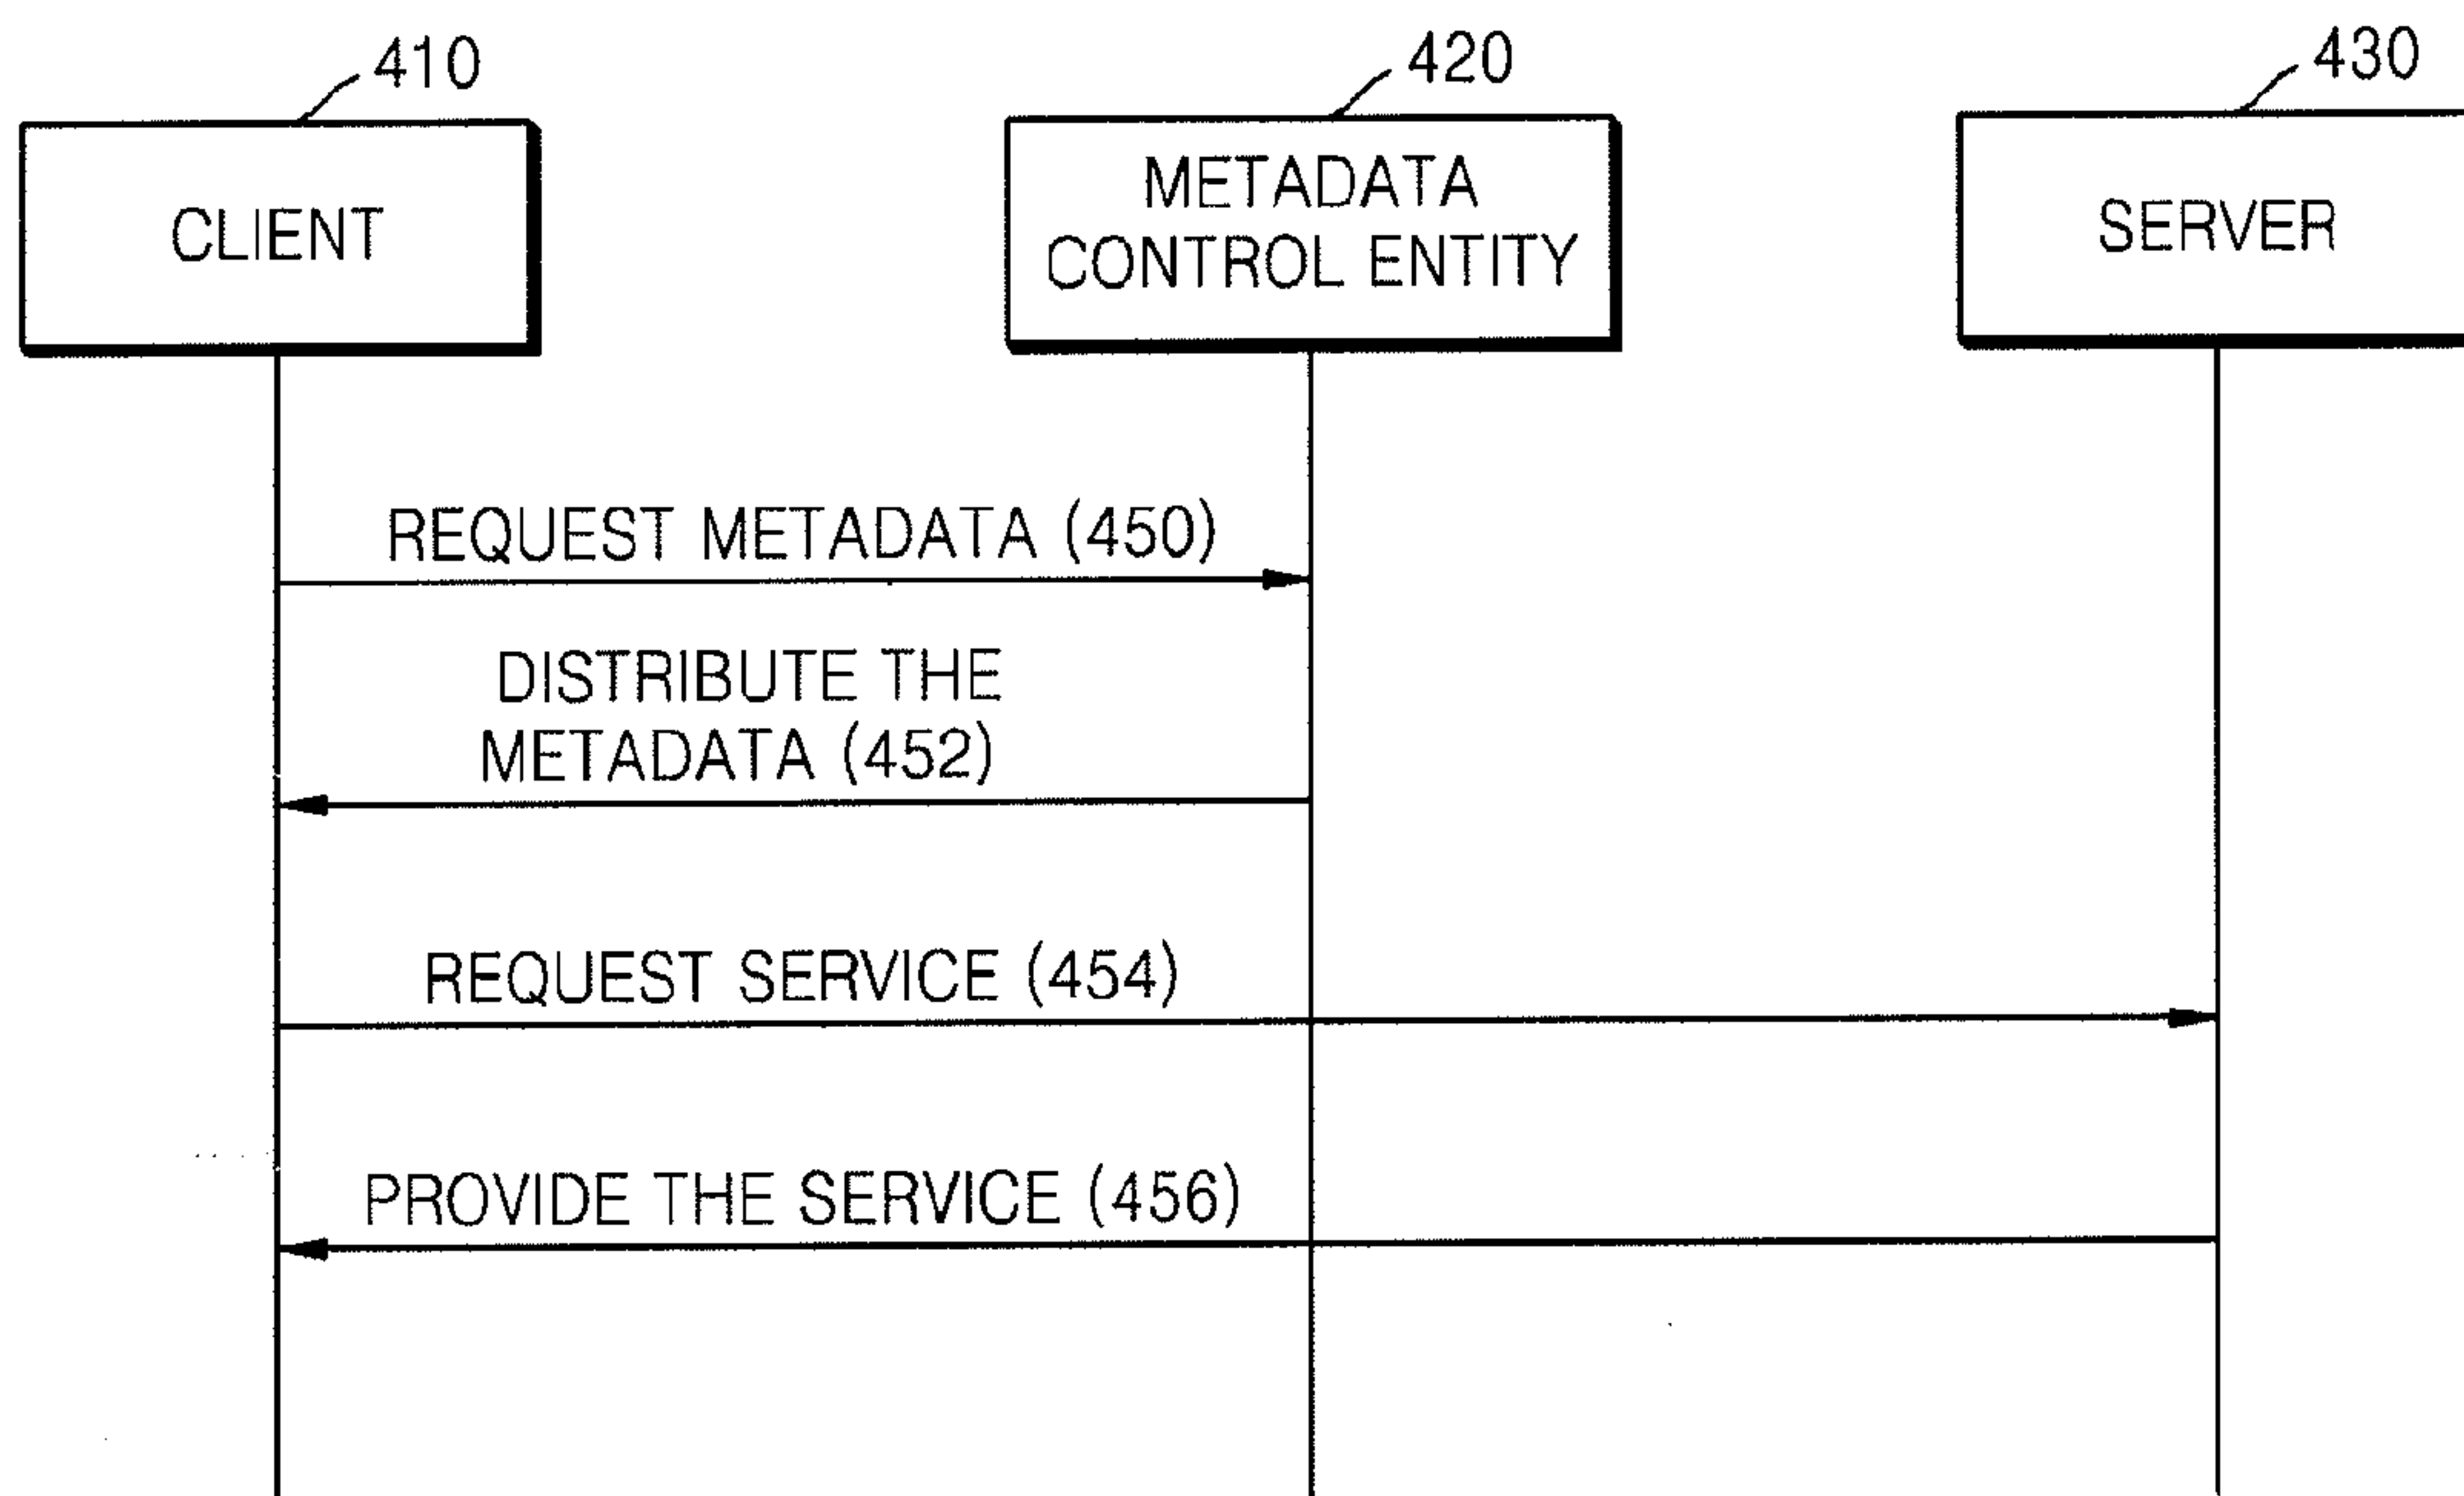 410
420
430
CLIENT
METADATA
CONTROL ENTITY
SERVER
REQUEST METADATA (450)
DISTRIBUTE THE
METADATA (452)
REQUEST SERVICE (454)
PROVIDE THE SERVICE (456)